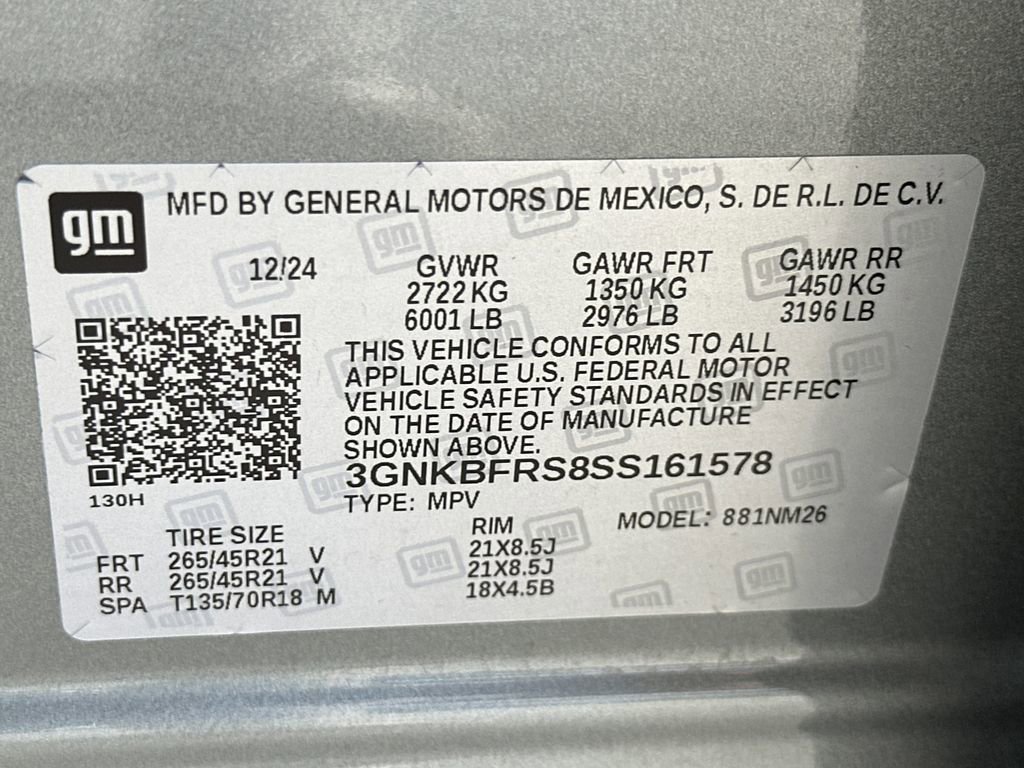 gm
MFD BY GENERAL MOTORS DE MEXICO, S. DE R.L. DE C.V.
12/24 GVWR GAWR FRT GAWR RR
2722 KG 1350 KG 1450 KG
6001 LB 2976 LB 3196 LB
THIS VEHICLE CONFORMS TO ALL
APPLICABLE U.S. FEDERAL MOTOR
VEHICLE SAFETY STANDARDS IN EFFECT
ON THE DATE OF MANUFACTURE
SHOWN ABOVE.
3GNKBFRS8SS161578
130H
TYPE: MPV
MODEL: 881NM26
TIRE SIZE RIM
FRT 265/45R21 V 21X8.5J
RR 265/45R21 V 21X8.5J
SPA T135/70R18 M 18X4.5B